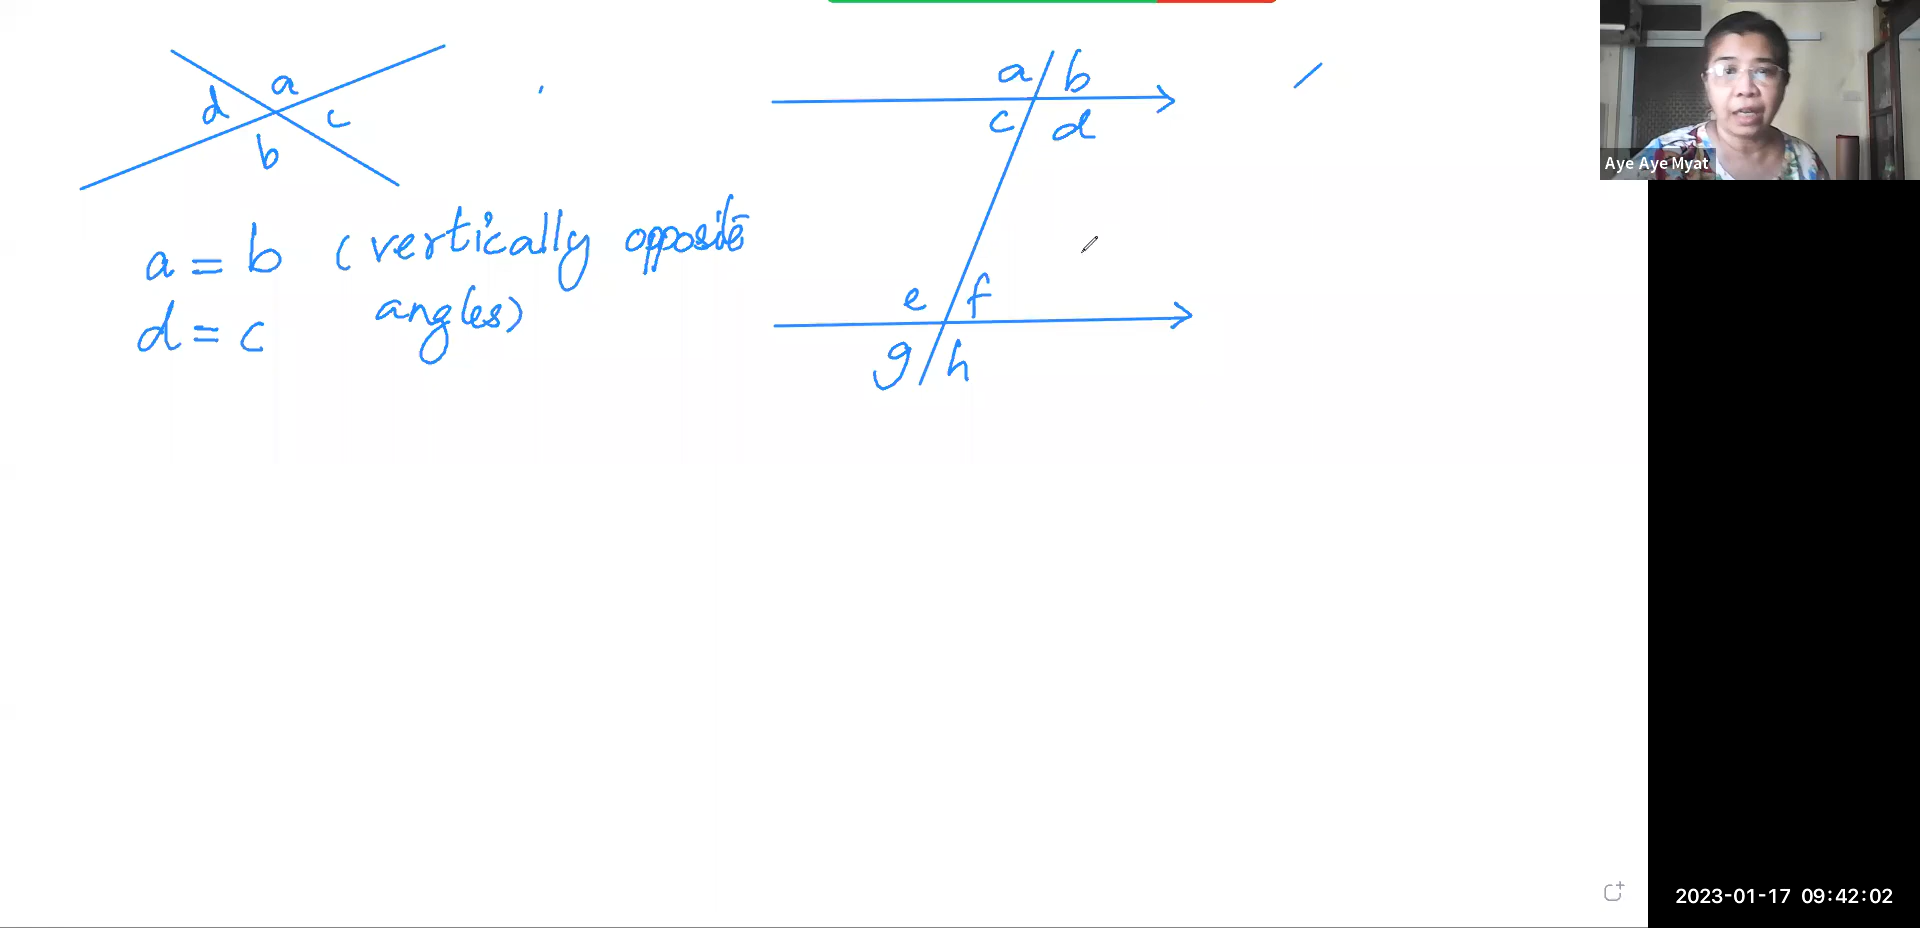 a
d
c
b
a = b (vertically opposite
d = c angles)
a b
c d
e f
g h
Aye Aye Myat
2023-01-17 09:42:02